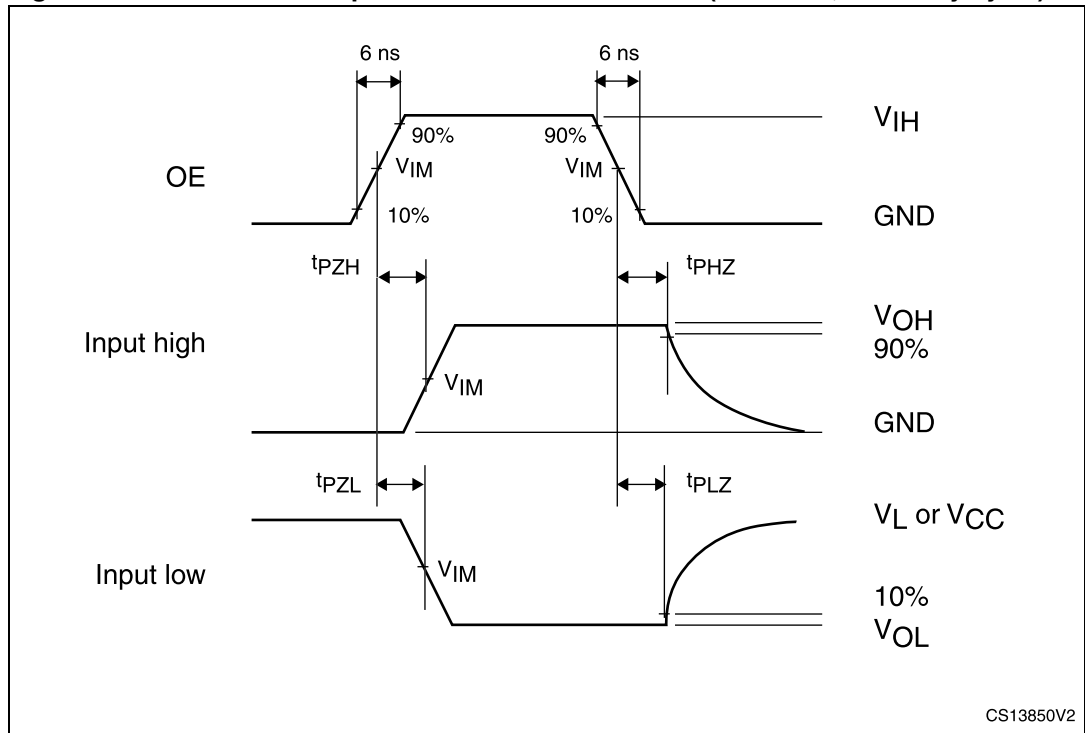 6 ns
6 ns
90%
90%
VIH
VIM
VIM
OE
10%
10%
GND
tPZH
tPHZ
VOH
90%
Input high
VIM
GND
tPZL
tPLZ
VL or VCC
Input low
VIM
10%
VOL
CS13850V2